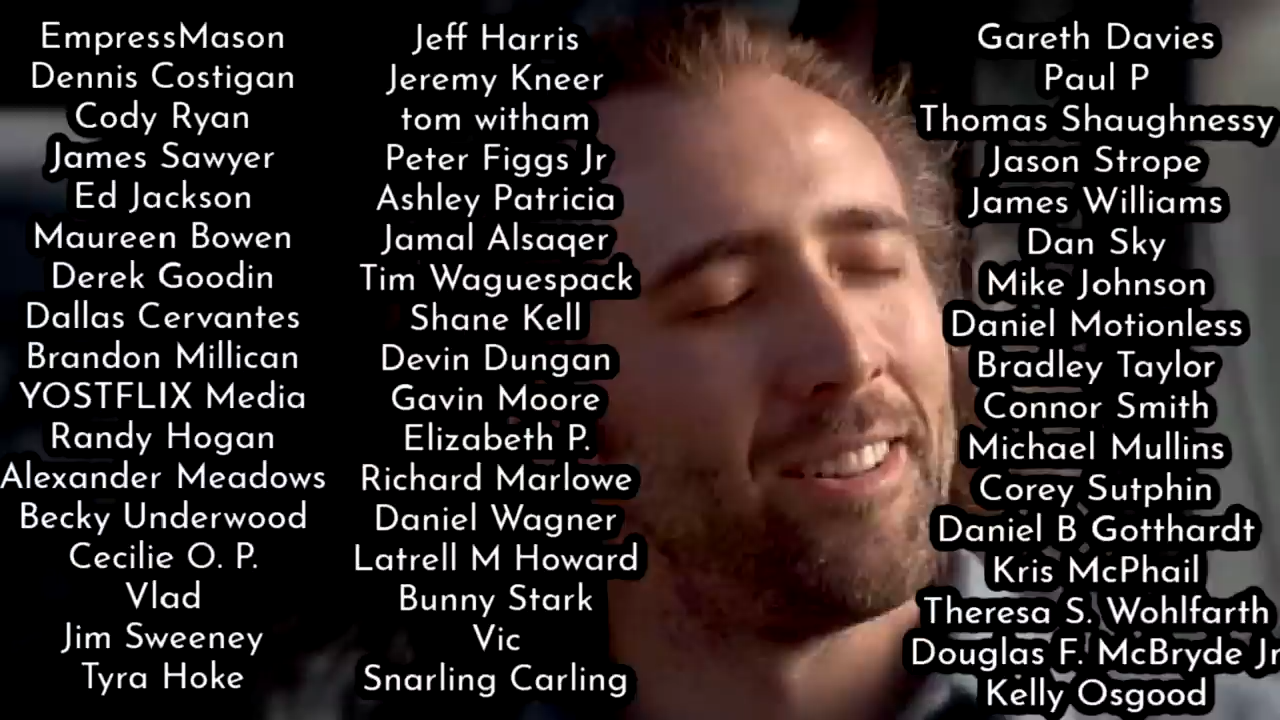 EmpressMason
Dennis Costigan
Cody Ryan
James Sawyer
Ed Jackson
Maureen Bowen
Derek Goodin
Dallas Cervantes
Brandon Millican
YOSTFLIX Media
Randy Hogan
Alexander Meadows
Becky Underwood
Cecilie O. P.
Vlad
Jim Sweeney
Tyra Hoke
Jeff Harris
Jeremy Kneer
tom witham
Peter Figgs Jr
Ashley Patricia
Jamal Alsaqer
Tim Waguespack
Shane Kell
Devin Dungan
Gavin Moore
Elizabeth P.
Richard Marlowe
Daniel Wagner
Latrell M Howard
Bunny Stark
Vic
Snarling Carling
Gareth Davies
Paul P
Thomas Shaughnessy
Jason Strope
James Williams
Dan Sky
Mike Johnson
Daniel Motionless
Bradley Taylor
Connor Smith
Michael Mullins
Corey Sutphin
Daniel B Gotthardt
Kris McPhail
Theresa S. Wohlfarth
Douglas F. McBryde Jr
Kelly Osgood